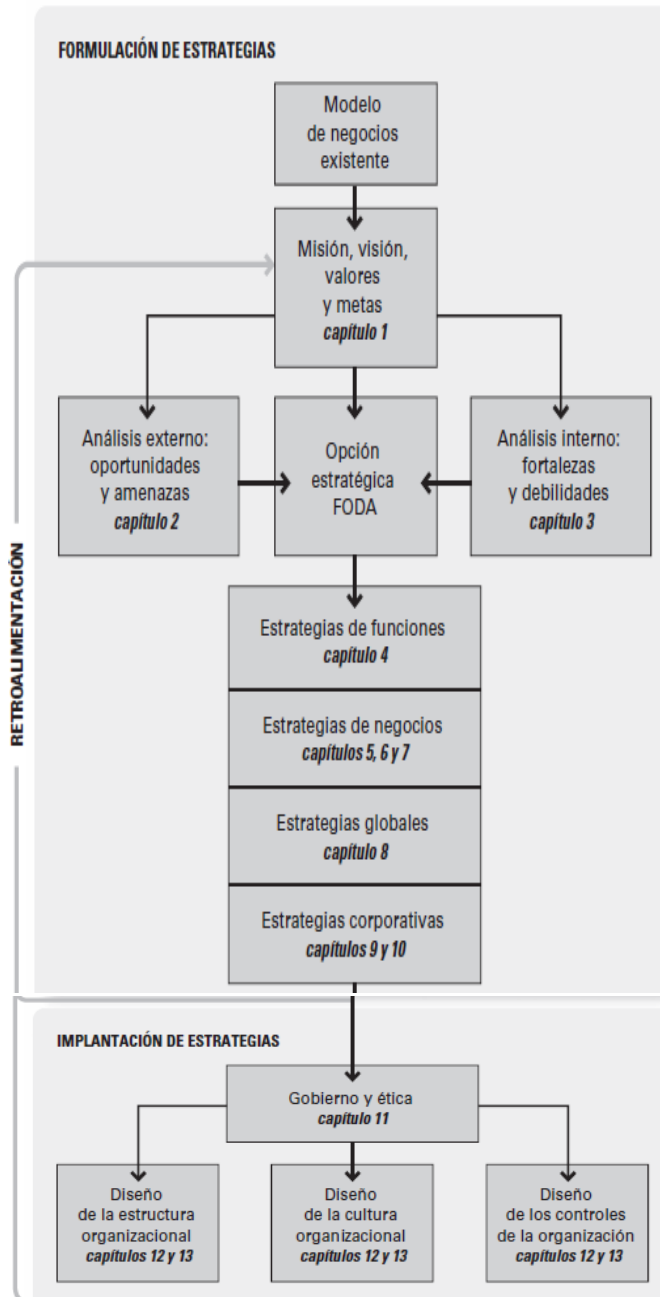 FORMULACIÓN DE ESTRATEGIAS
Modelo
de negocios
existente
Misión, visión,
valores
y metas
capítulo 1
Análisis externo:
oportunidades
y amenazas
capítulo 2
Opción
estratégica
FODA
Análisis interno:
fortalezas
y debilidades
capítulo 3
Estrategias de funciones
capítulo 4
Estrategias de negocios
capítulos 5, 6 y 7
Estrategias globales
capítulo 8
Estrategias corporativas
capítulos 9 y 10
RETROALIMENTACIÓN
IMPLANTACIÓN DE ESTRATEGIAS
Gobierno y ética
capítulo 11
Diseño
de la estructura
organizacional
capítulos 12 y 13
Diseño
de la cultura
organizacional
capítulos 12 y 13
Diseño
de los controles
de la organización
capítulos 12 y 13